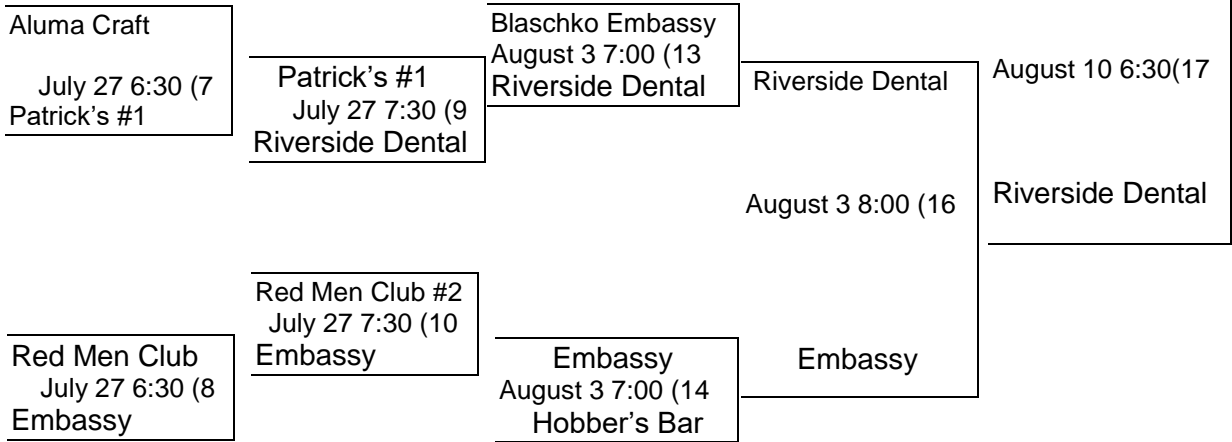 Aluma Craft
July 27 6:30 (7
Patrick's #1
Patrick's #1
July 27 7:30 (9
Riverside Dental
Blaschko Embassy
August 3 7:00 (13
Riverside Dental
Riverside Dental
August 3 8:00 (16
Embassy
August 10 6:30(17
Riverside Dental
Red Men Club #2
July 27 7:30 (10
Embassy
Red Men Club
July 27 6:30 (8
Embassy
Embassy
August 3 7:00 (14
Hobber's Bar